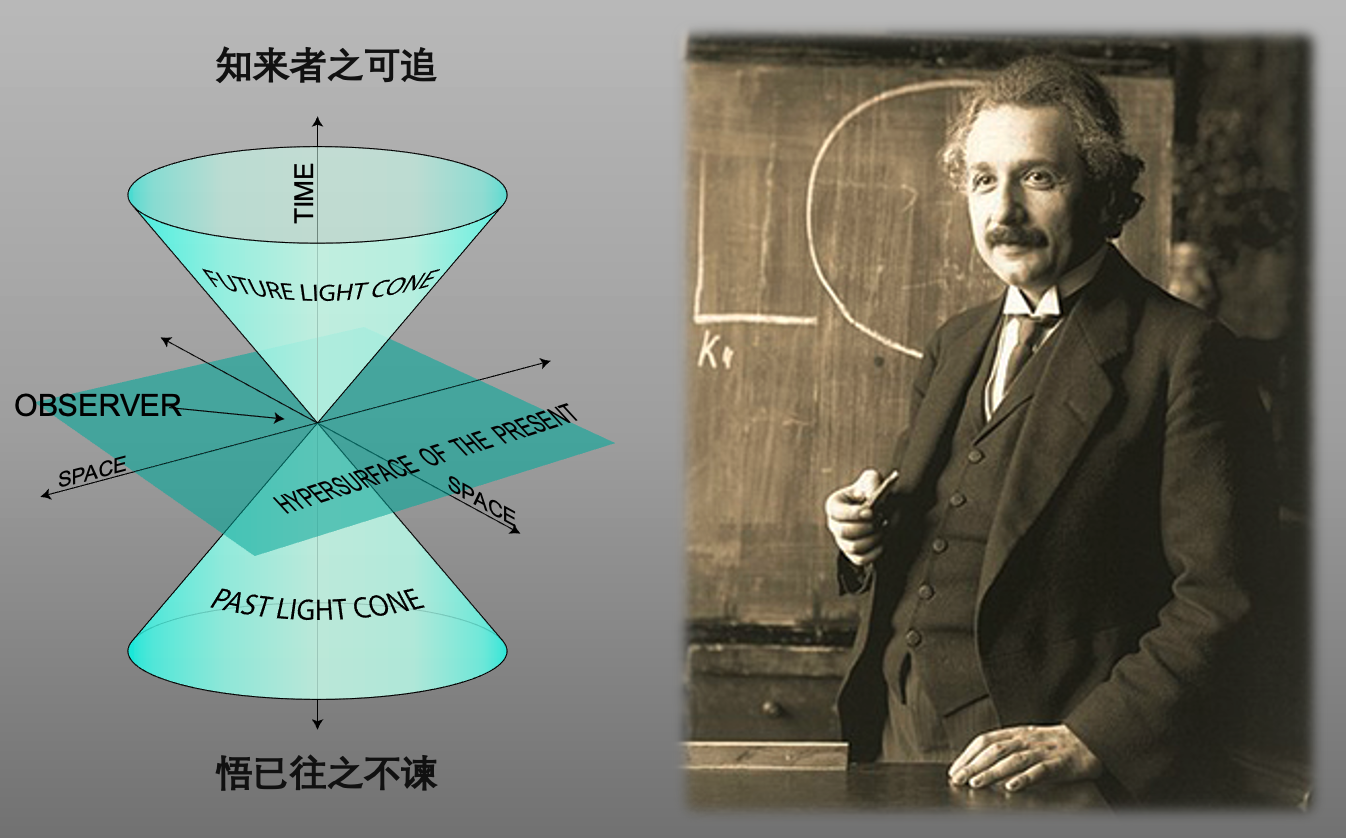 知来者之可追
TIME
FUTURE LIGHT CONE
OBSERVER
HYPERSURFACE OF THE PRESENT
SPACE
SPACE
PAST LIGHT CONE
悟已往之不谏
K4